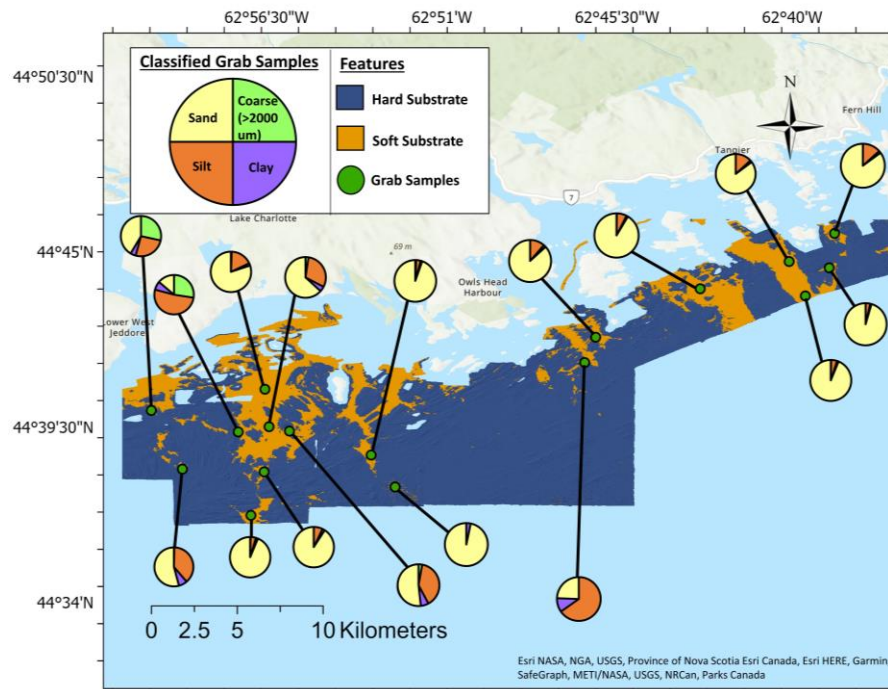 62°56'30"W
62°51'W
62°45'30"W
62°40'W
44°50'30"N
44°45'N
44°39'30"N
44°34'N
Classified Grab Samples
Sand
Coarse
(>2000
um)
Silt
Clay
Features
Hard Substrate
Soft Substrate
Grab Samples
N
Fern Hill
Tangier
7
Lake Charlotte
69 m
Owls Head
Harbour
Lower West
Jeddore
0 2.5 5 10 Kilometers
Esri NASA, NGA, USGS, Province of Nova Scotia Esri Canada, Esri HERE, Garmin,
SafeGraph, METI/NASA, USGS, NRCan, Parks Canada